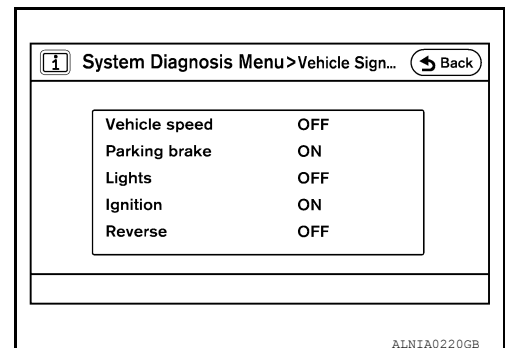 i System Diagnosis Menu>Vehicle Sign... Back
Vehicle speed OFF
Parking brake ON
Lights OFF
Ignition ON
Reverse OFF
ALNIA0220GB